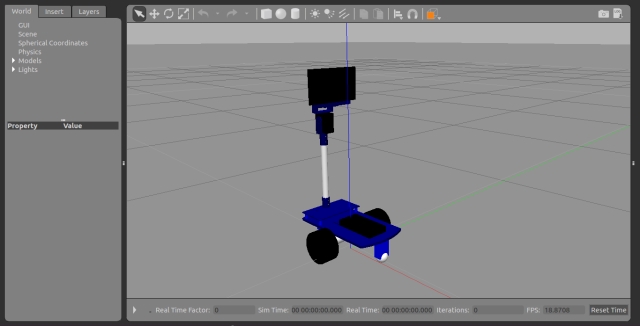 World Insert Layers
GUI
Scene
Spherical Coordinates
Physics
Models
Lights
Property Value
Real Time Factor: 0 Sim Time: 00 00:00:00.000 Real Time: 00 00:00:00.000 Iterations: 0 FPS: 18.8708 Reset Time